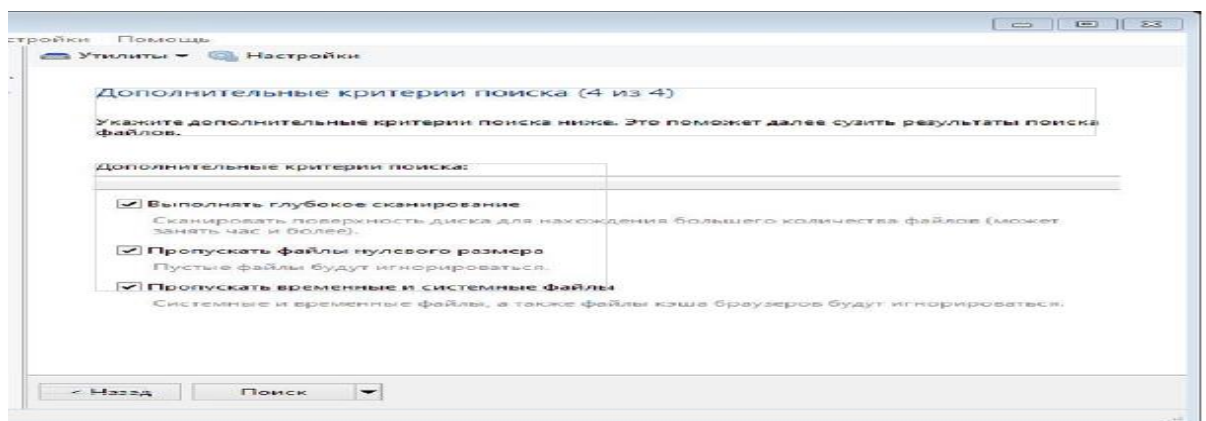 стройки Помощь
Утилиты Настройки
Дополнительные критерии поиска (4 из 4)
Укажите дополнительные критерии поиска ниже. Это поможет далее сузить результаты поиска
файлов.
Дополнительные критерии поиска:
Выполнять глубокое сканирование
Сканировать поверхность диска для нахождения большего количества файлов (может
занять час и более).
Пропускать файлы нулевого размера
Пустые файлы будут игнорироваться.
Пропускать временные и системные файлы
Системные и временные файлы, а также файлы кэша браузеров будут игнорироваться.
< Назад Поиск